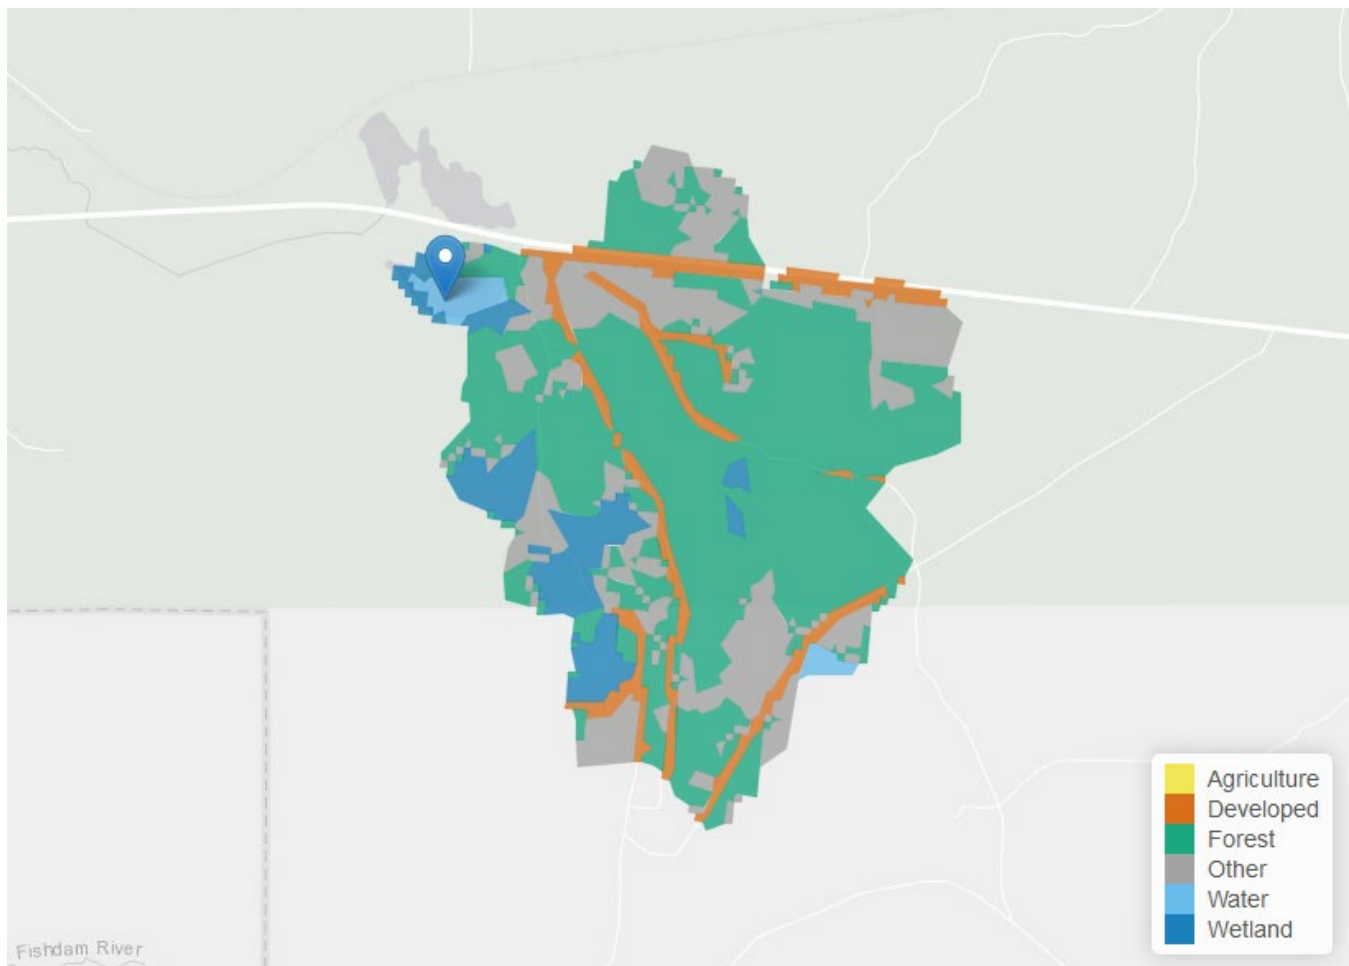 Agriculture
Developed
Forest
Other
Water
Wetland
Fishdam River